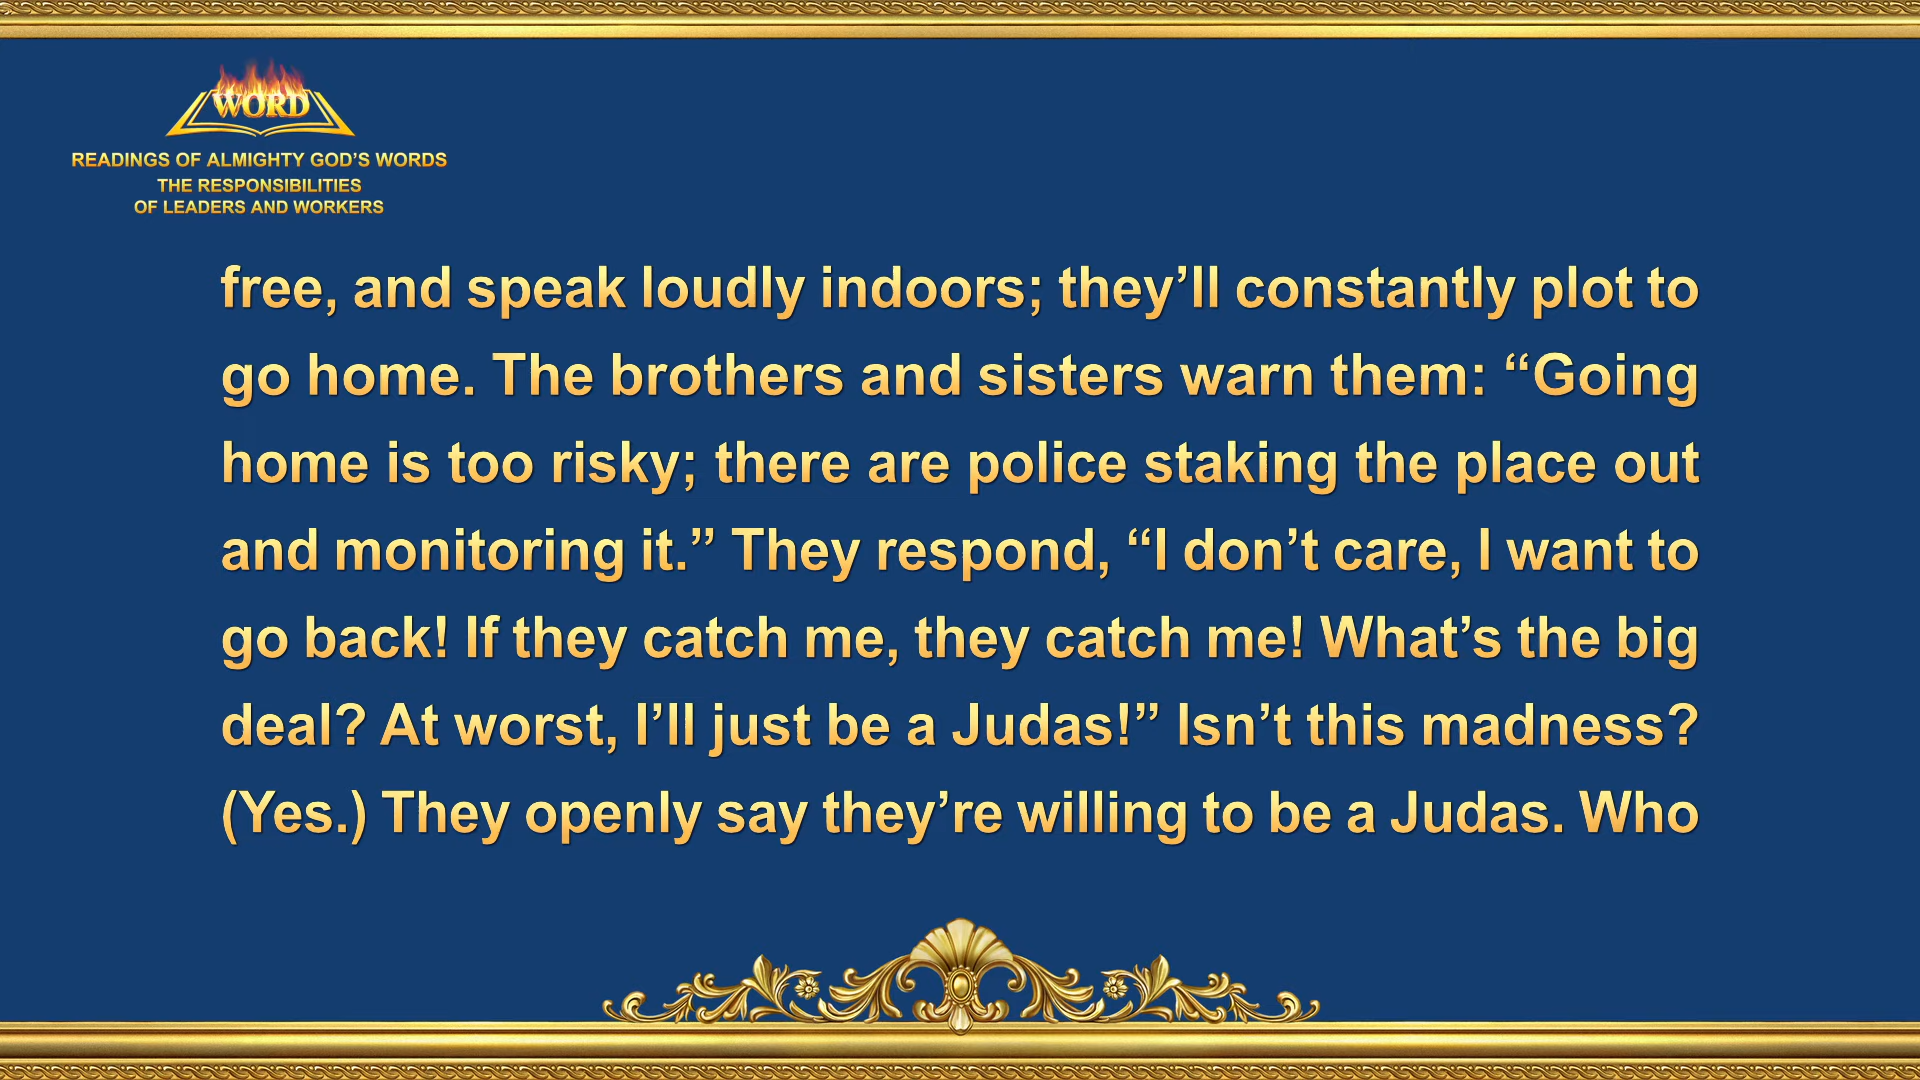 WORD
READINGS OF ALMIGHTY GOD’S WORDS
THE RESPONSIBILITIES
OF LEADERS AND WORKERS
free, and speak loudly indoors; they’ll constantly plot to
go home. The brothers and sisters warn them: “Going
home is too risky; there are police staking the place out
and monitoring it.” They respond, “I don’t care, I want to
go back! If they catch me, they catch me! What’s the big
deal? At worst, I’ll just be a Judas!” Isn’t this madness?
(Yes.) They openly say they’re willing to be a Judas. Who